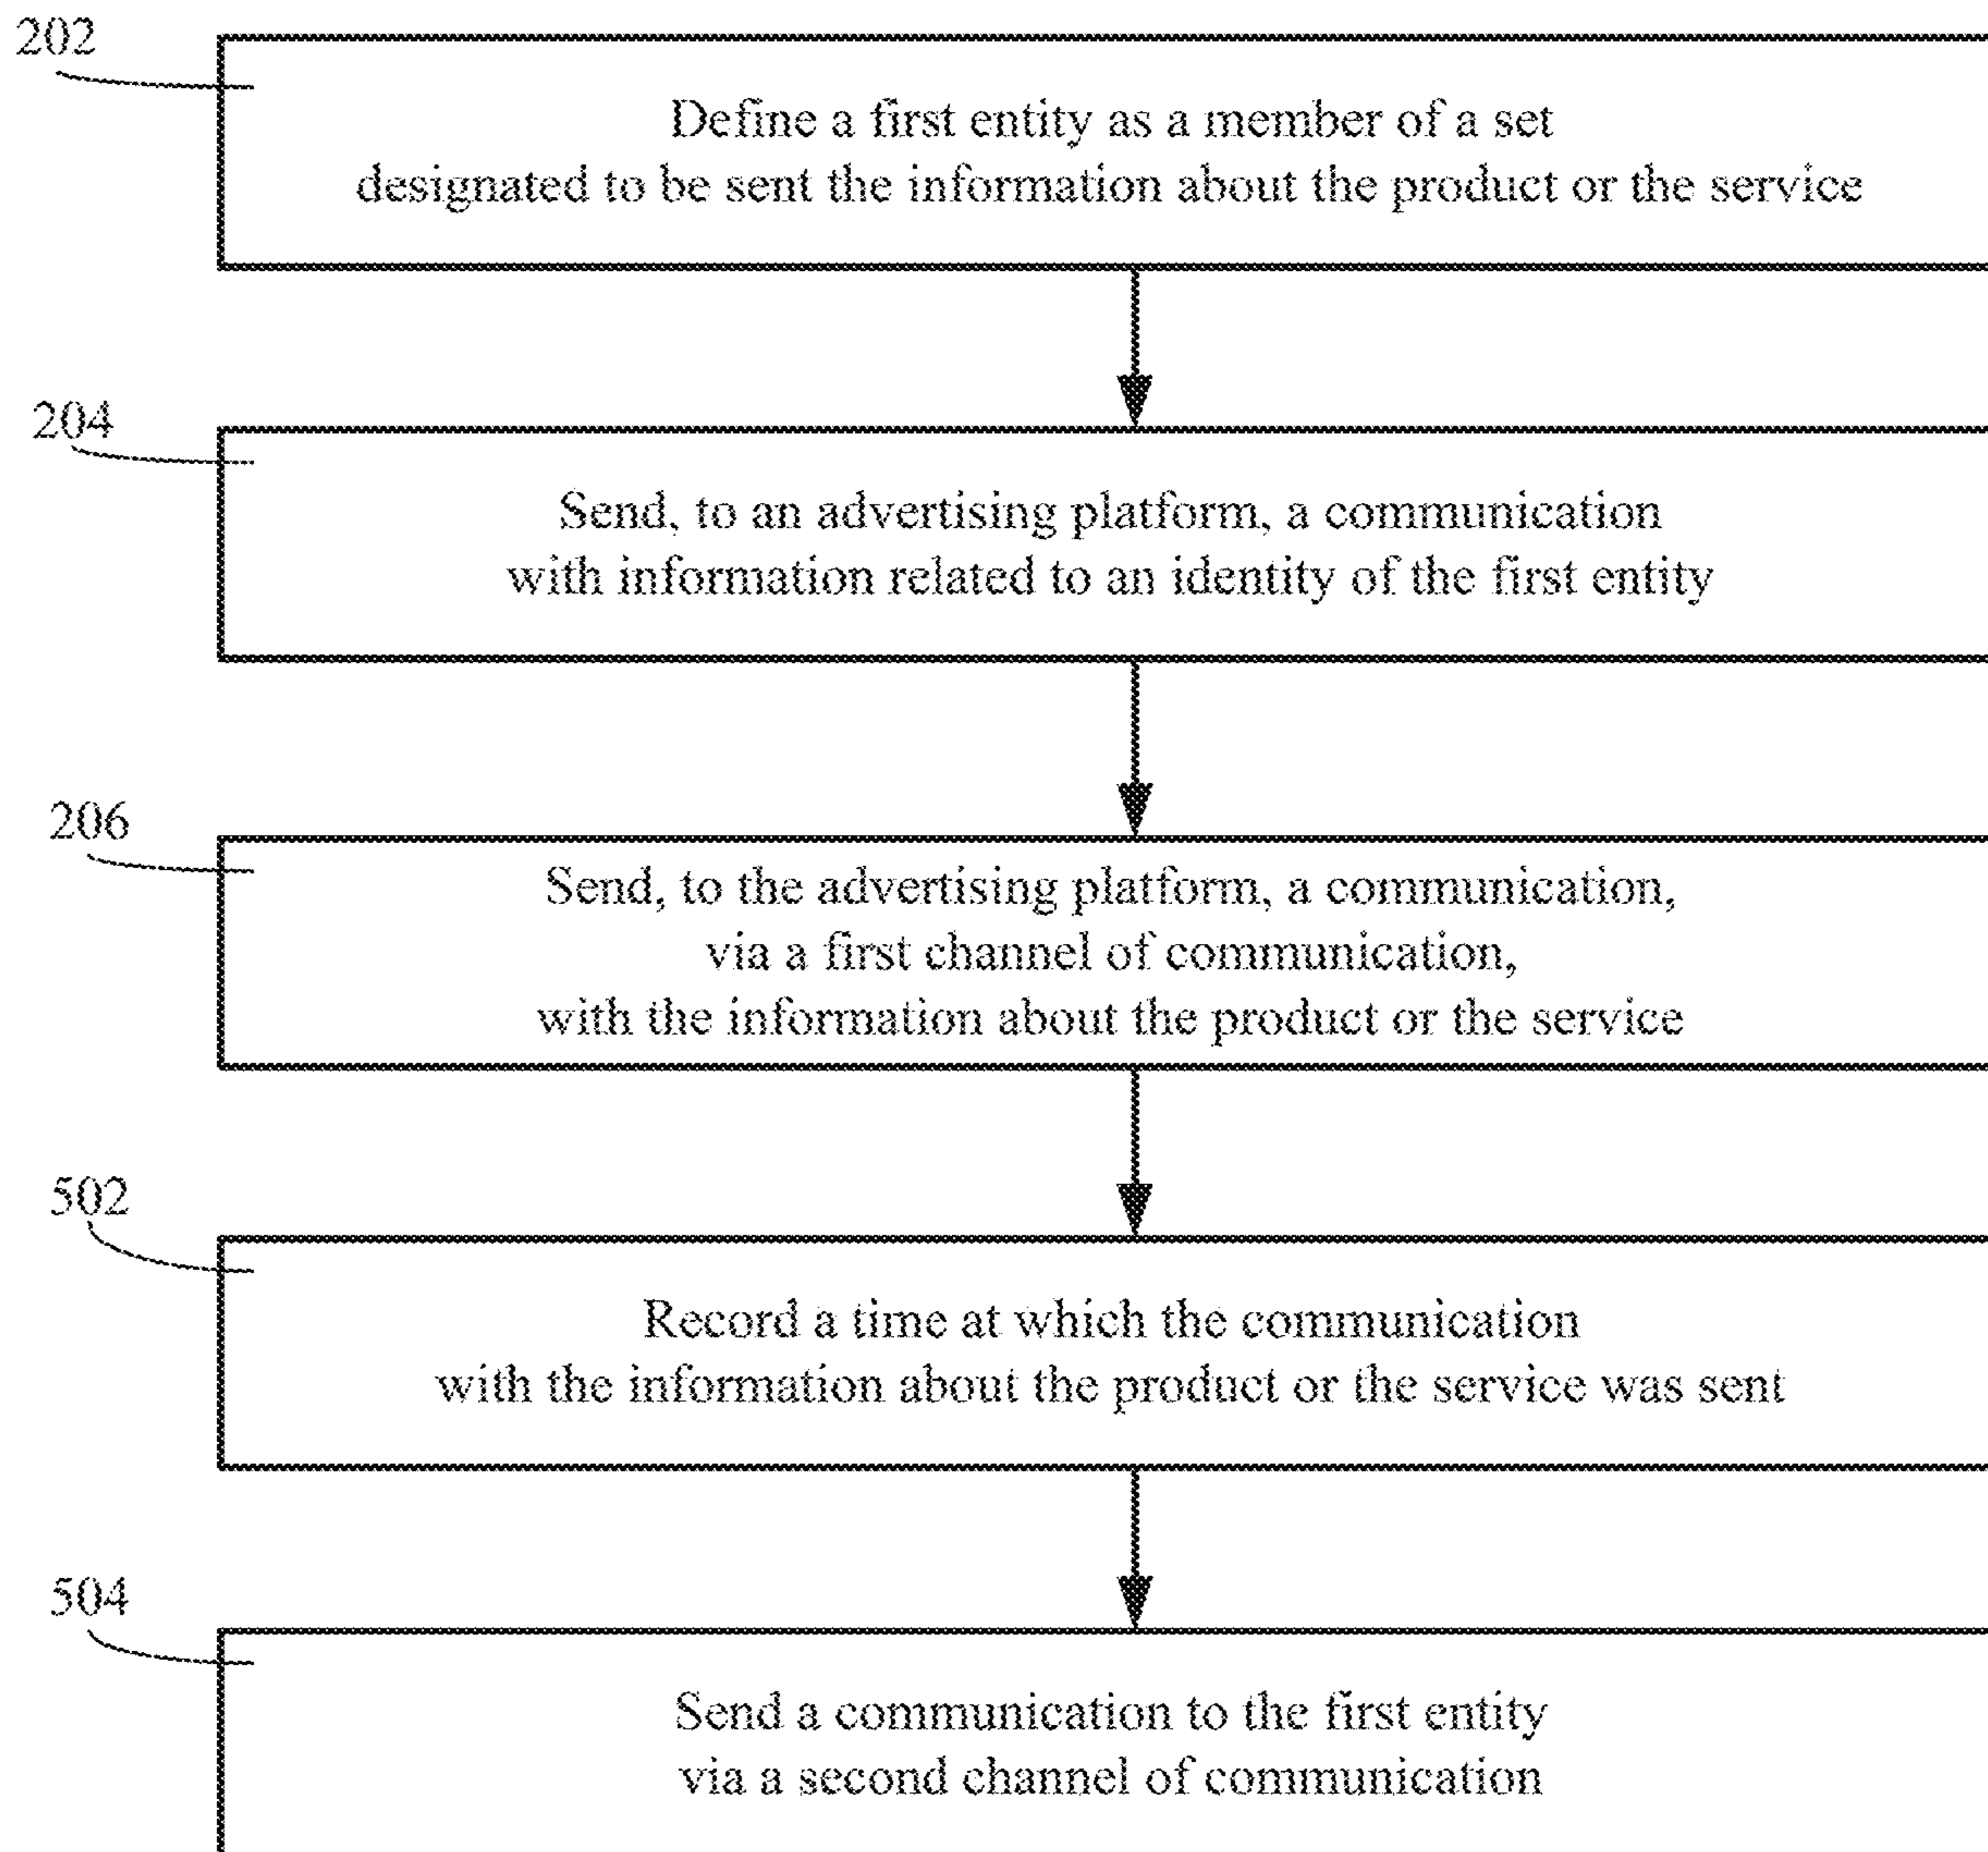 202
Define a first entity as a member of a set
designated to be sent the information about the product or the service
204
Send, to an advertising platform, a communication
with information related to an identity of the first entity
206
Send, to the advertising platform, a communication,
via a first channel of communication,
with the information about the product or the service
502
Record a time at which the communication
with the information about the product or the service was sent
504
Send a communication to the first entity
via a second channel of communication